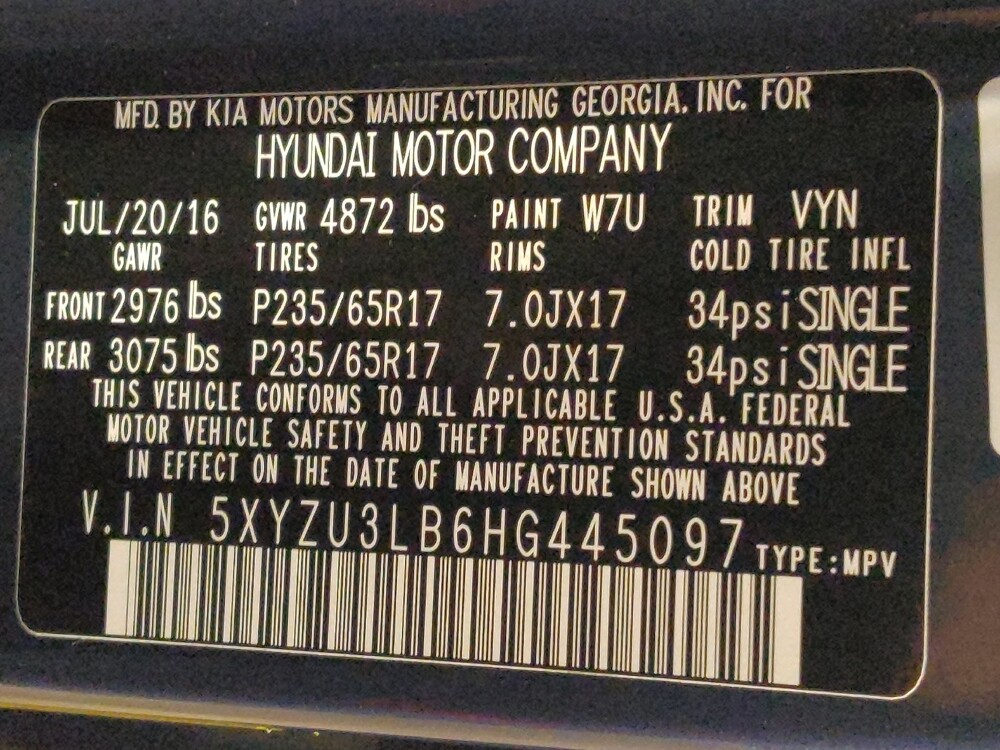 MFD. BY KIA MOTORS MANUFACTURING GEORGIA. INC. FOR
HYUNDAI MOTOR COMPANY
JUL/20/16 GVWR 4872 lbs PAINT W7U TRIM VYN
GAWR TIRES RIMS COLD TIRE INFL
FRONT 2976 lbs P235/65R17 7.0JX17 34psi SINGLE
REAR 3075 lbs P235/65R17 7.0JX17 34psi SINGLE
THIS VEHICLE CONFORMS TO ALL APPLICABLE U.S.A. FEDERAL
MOTOR VEHICLE SAFETY AND THEFT PREVENTION STANDARDS
IN EFFECT ON THE DATE OF MANUFACTURE SHOWN ABOVE
V.I.N 5XYZU3LB6HG445097 TYPE:MPV